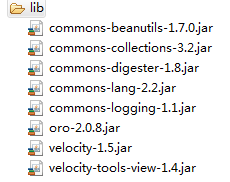 lib
commons-beanutils-1.7.0.jar
commons-collections-3.2.jar
commons-digester-1.8.jar
commons-lang-2.2.jar
commons-logging-1.1.jar
oro-2.0.8.jar
velocity-1.5.jar
velocity-tools-view-1.4.jar